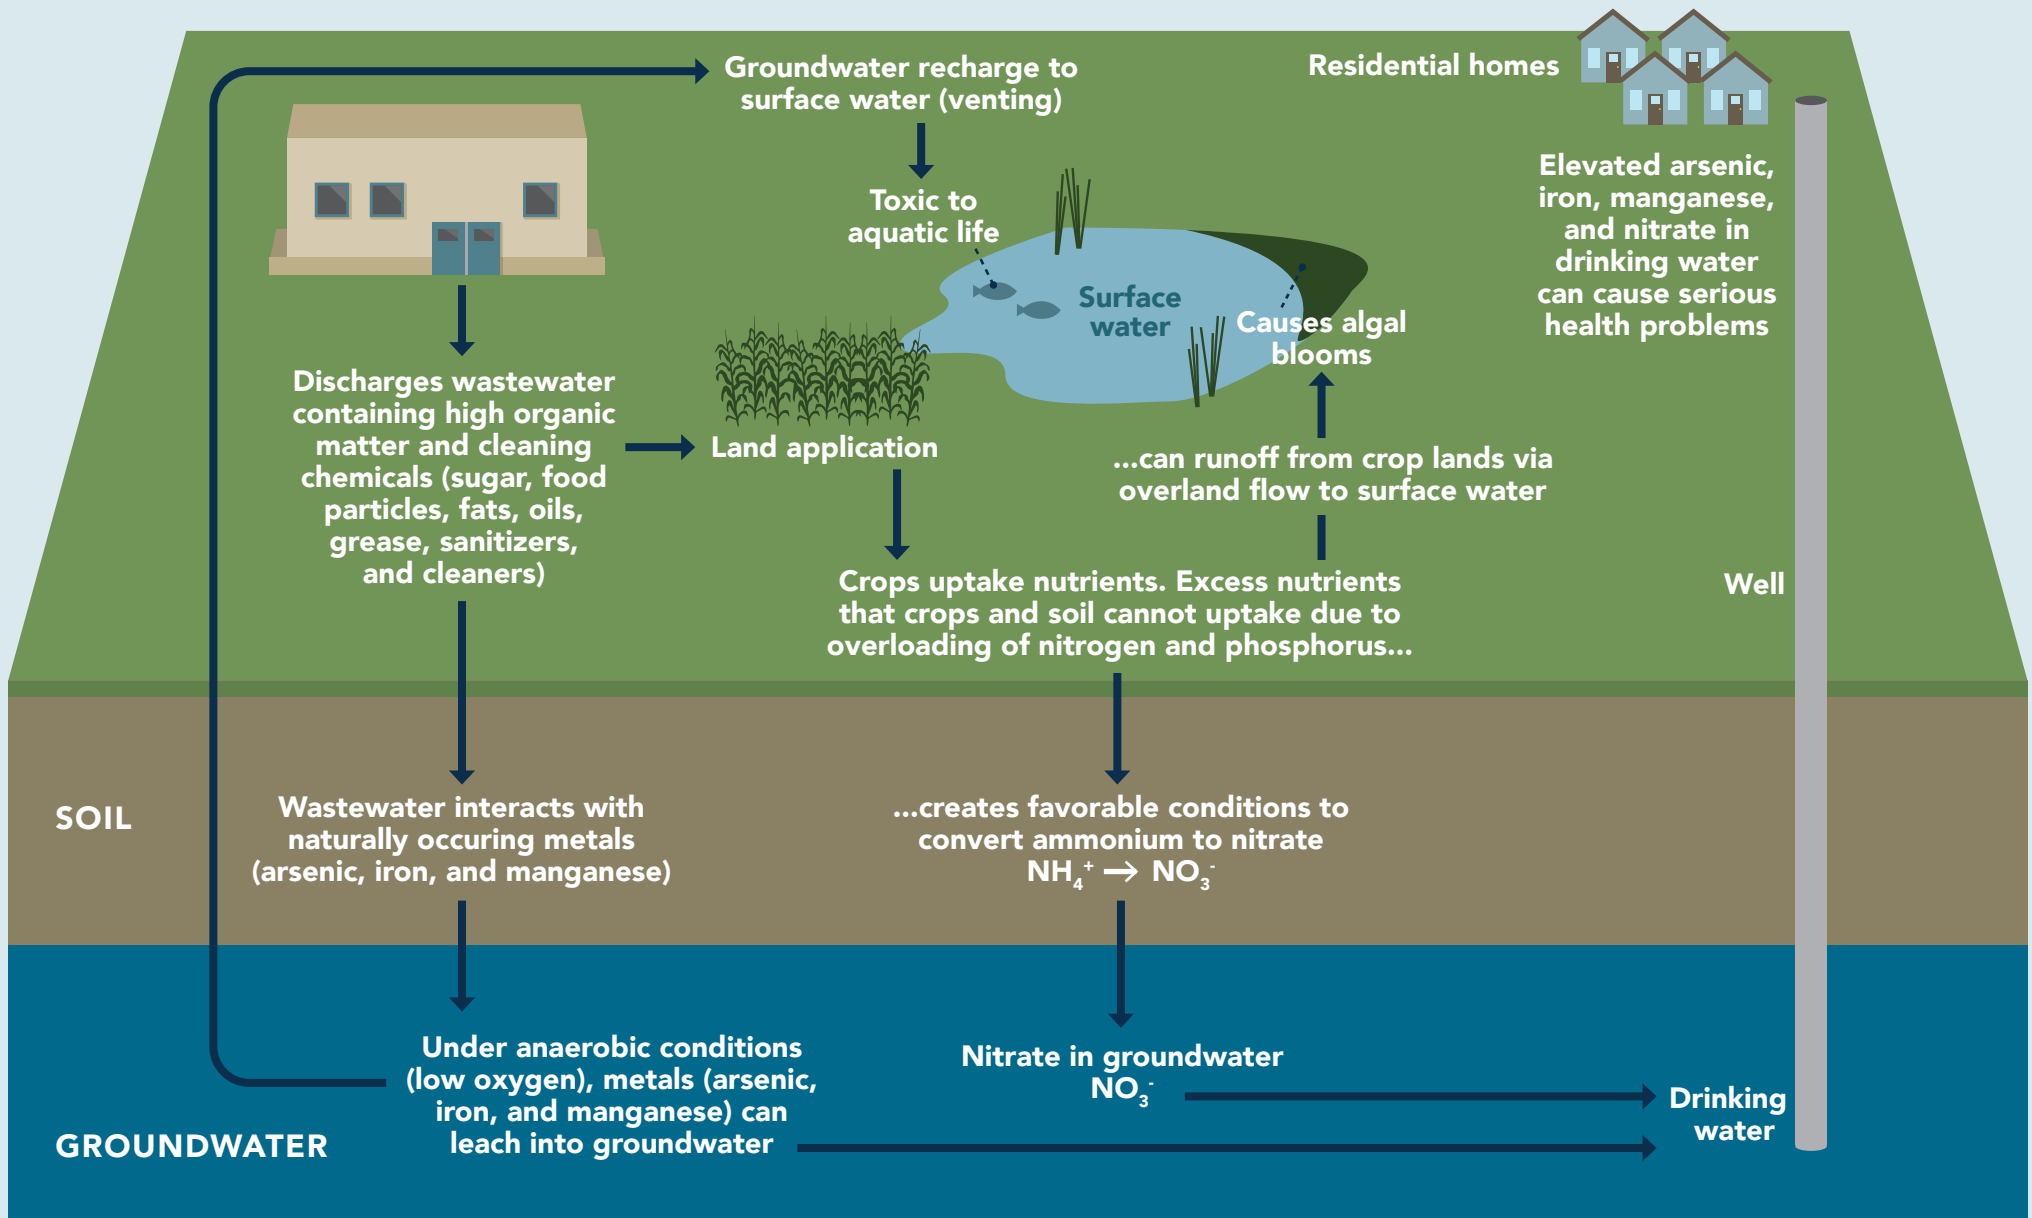 Groundwater recharge to
surface water (venting)
Residential homes
Toxic to
aquatic life
Surface
water
Causes algal
blooms
Elevated arsenic,
iron, manganese,
and nitrate in
drinking water
can cause serious
health problems
Discharges wastewater
containing high organic
matter and cleaning
chemicals (sugar, food
particles, fats, oils,
grease, sanitizers,
and cleaners)
Land application
...can runoff from crop lands via
overland flow to surface water
Crops uptake nutrients. Excess nutrients
that crops and soil cannot uptake due to
overloading of nitrogen and phosphorus...
Well
SOIL
Wastewater interacts with
naturally occuring metals
(arsenic, iron, and manganese)
...creates favorable conditions to
convert ammonium to nitrate
NH₄⁺ → NO₃⁻
GROUNDWATER
Under anaerobic conditions
(low oxygen), metals (arsenic,
iron, and manganese) can
leach into groundwater
Nitrate in groundwater
NO₃⁻
Drinking
water